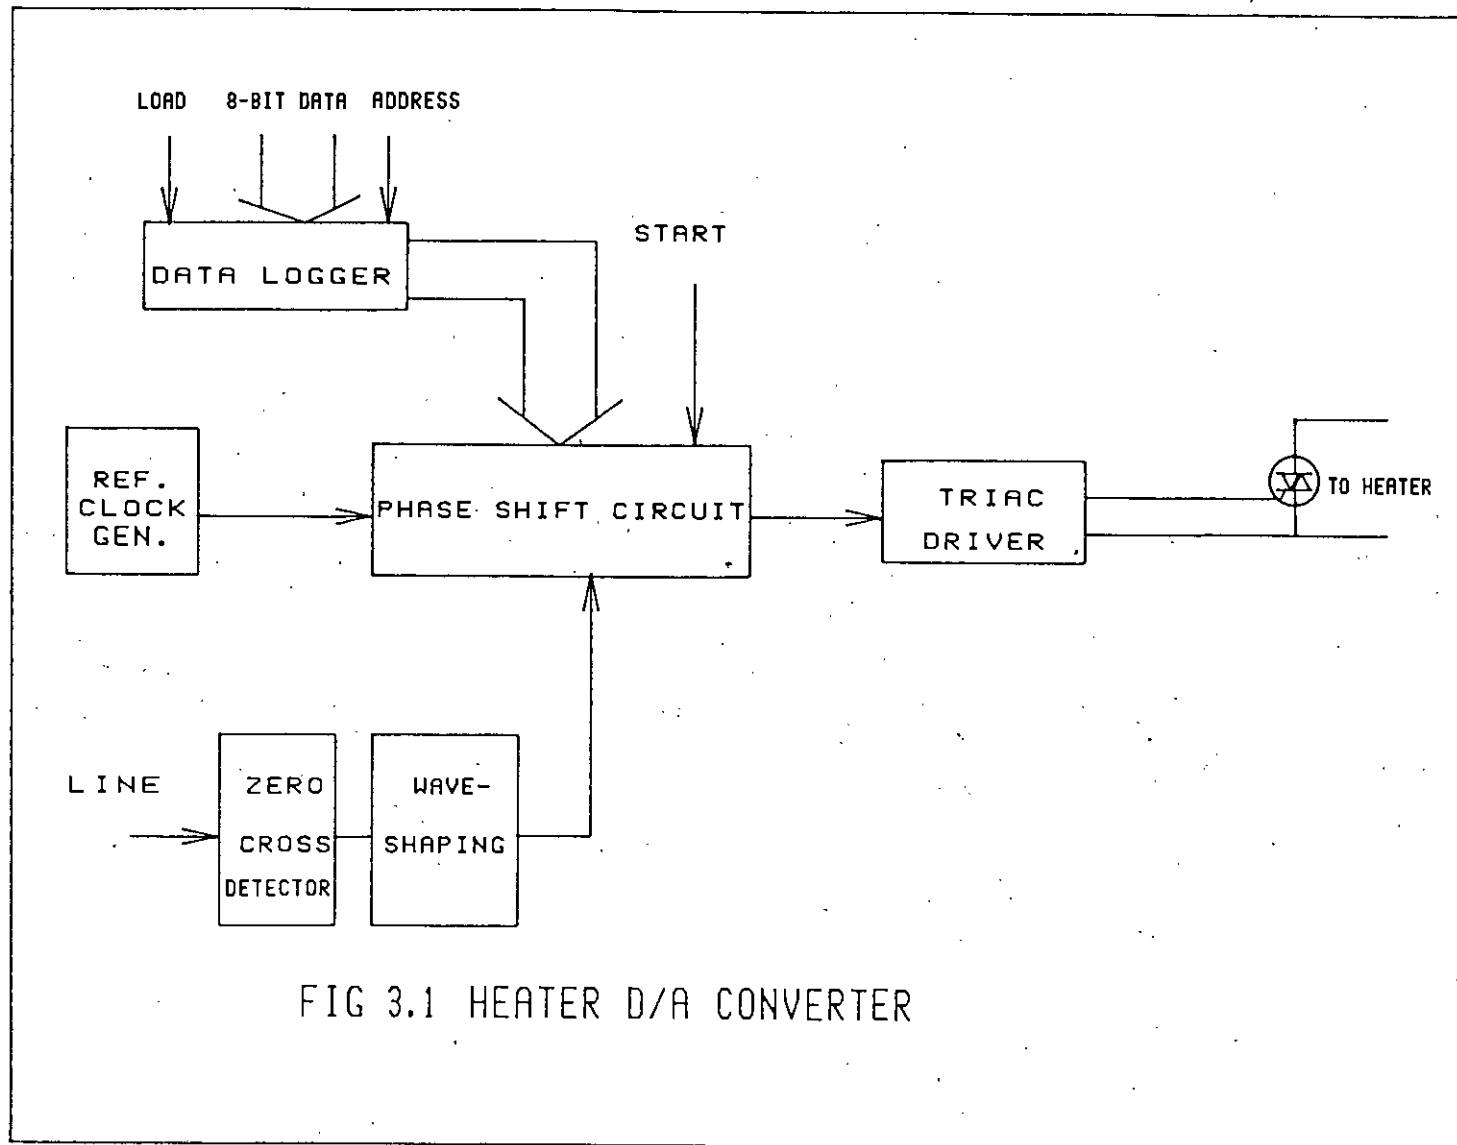 LOAD 8-BIT DATA ADDRESS
START
DATA LOGGER
REF.
CLOCK
GEN.
PHASE SHIFT CIRCUIT
TRIAC
DRIVER
TO HEATER
LINE
ZERO
CROSS
DETECTOR
WAVE-
SHAPING
FIG 3.1 HEATER D/A CONVERTER